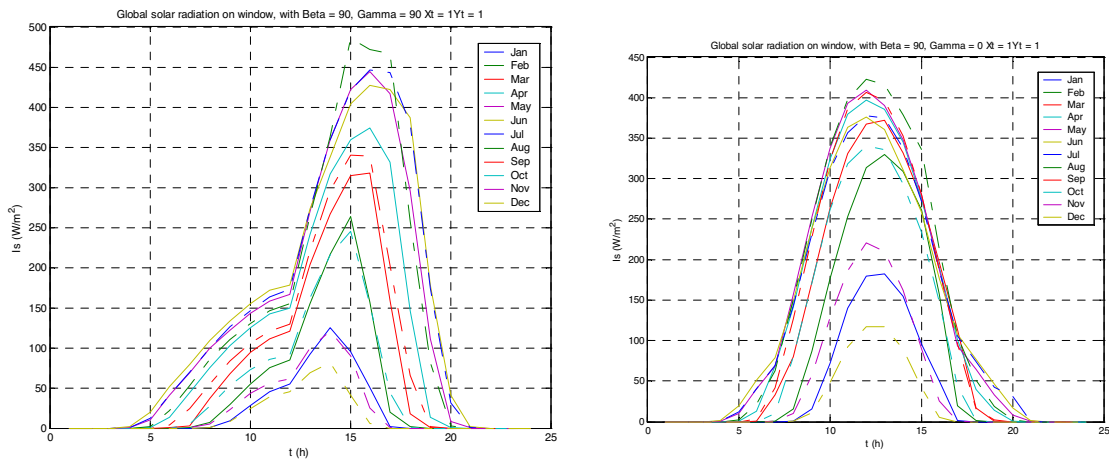 Global solar radiation on window, with Beta = 90, Gamma = 90 Xt = 1Yt = 1
500
450
400
350
300
250
200
150
100
50
0
Is (W/m²)
0 5 10 15 20 25
t (h)
Jan
Feb
Mar
Apr
May
Jun
Jul
Aug
Sep
Oct
Nov
Dec
Global solar radiation on window, with Beta = 90, Gamma = 0 Xt = 1Yt = 1
450
400
350
300
250
200
150
100
50
0
Is (W/m²)
0 5 10 15 20 25
t (h)
Jan
Feb
Mar
Apr
May
Jun
Jul
Aug
Sep
Oct
Nov
Dec